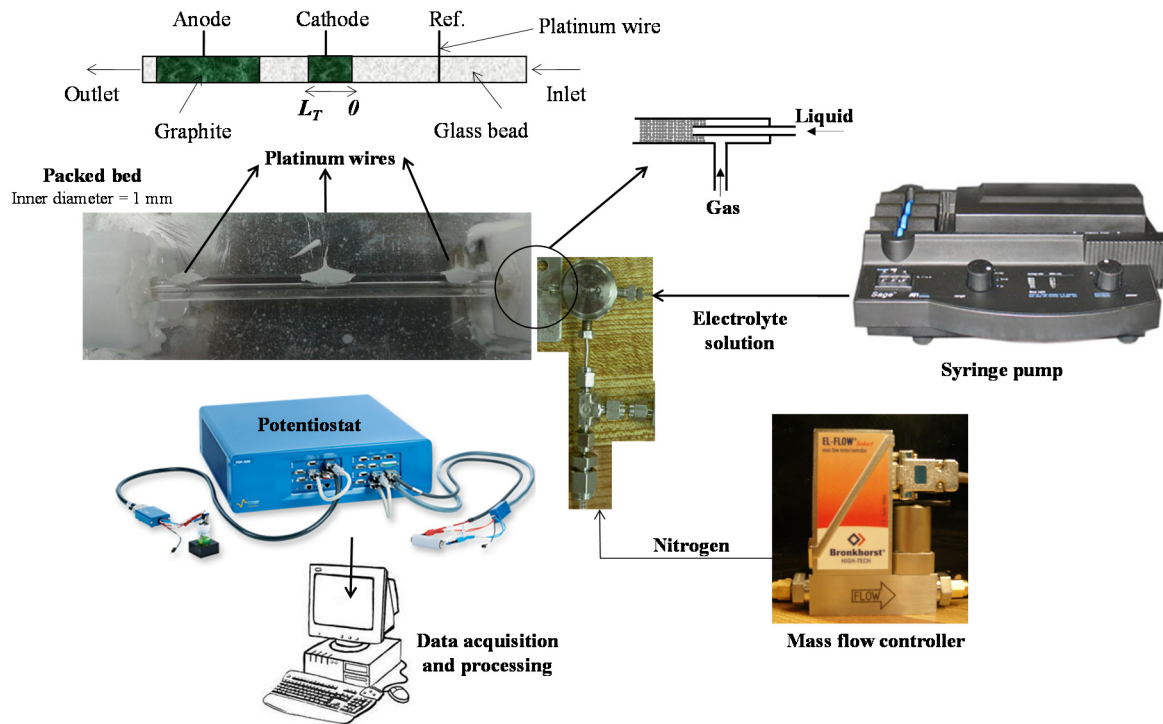 Anode
Cathode
Ref.
Platinum wire
Outlet
L_T
0
Inlet
Graphite
Glass bead
Platinum wires
Packed bed
Inner diameter = 1 mm
Liquid
Gas
Electrolyte
solution
Syringe pump
Sage
Potentiostat
EL-FLOW® Select
Bronkhorst
HIGH-TECH
FLOW
Nitrogen
Mass flow controller
Data acquisition
and processing